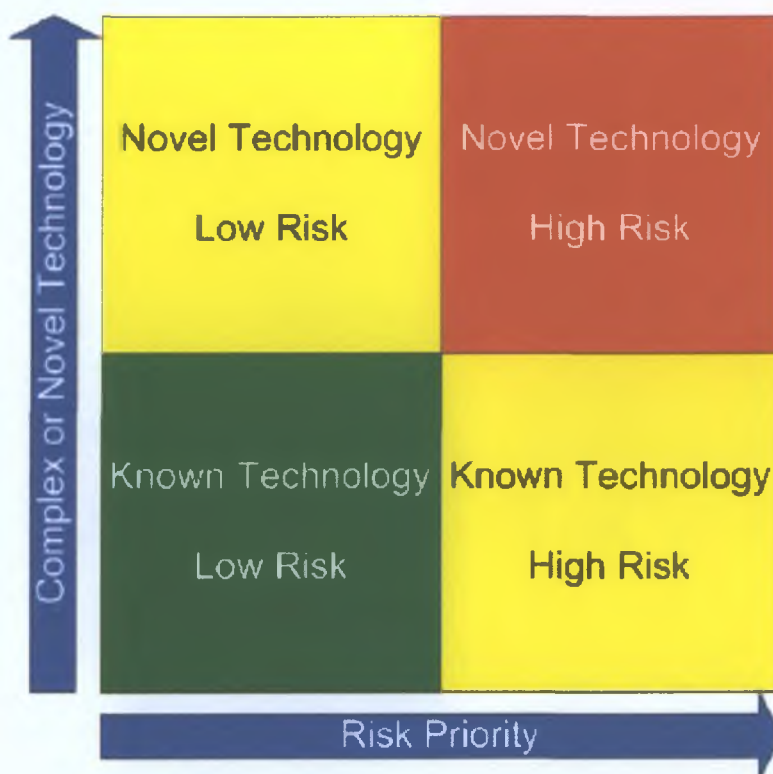 Complex or Novel Technology
Novel Technology
Low Risk
Novel Technology
High Risk
Known Technology
Low Risk
Known Technology
High Risk
Risk Priority